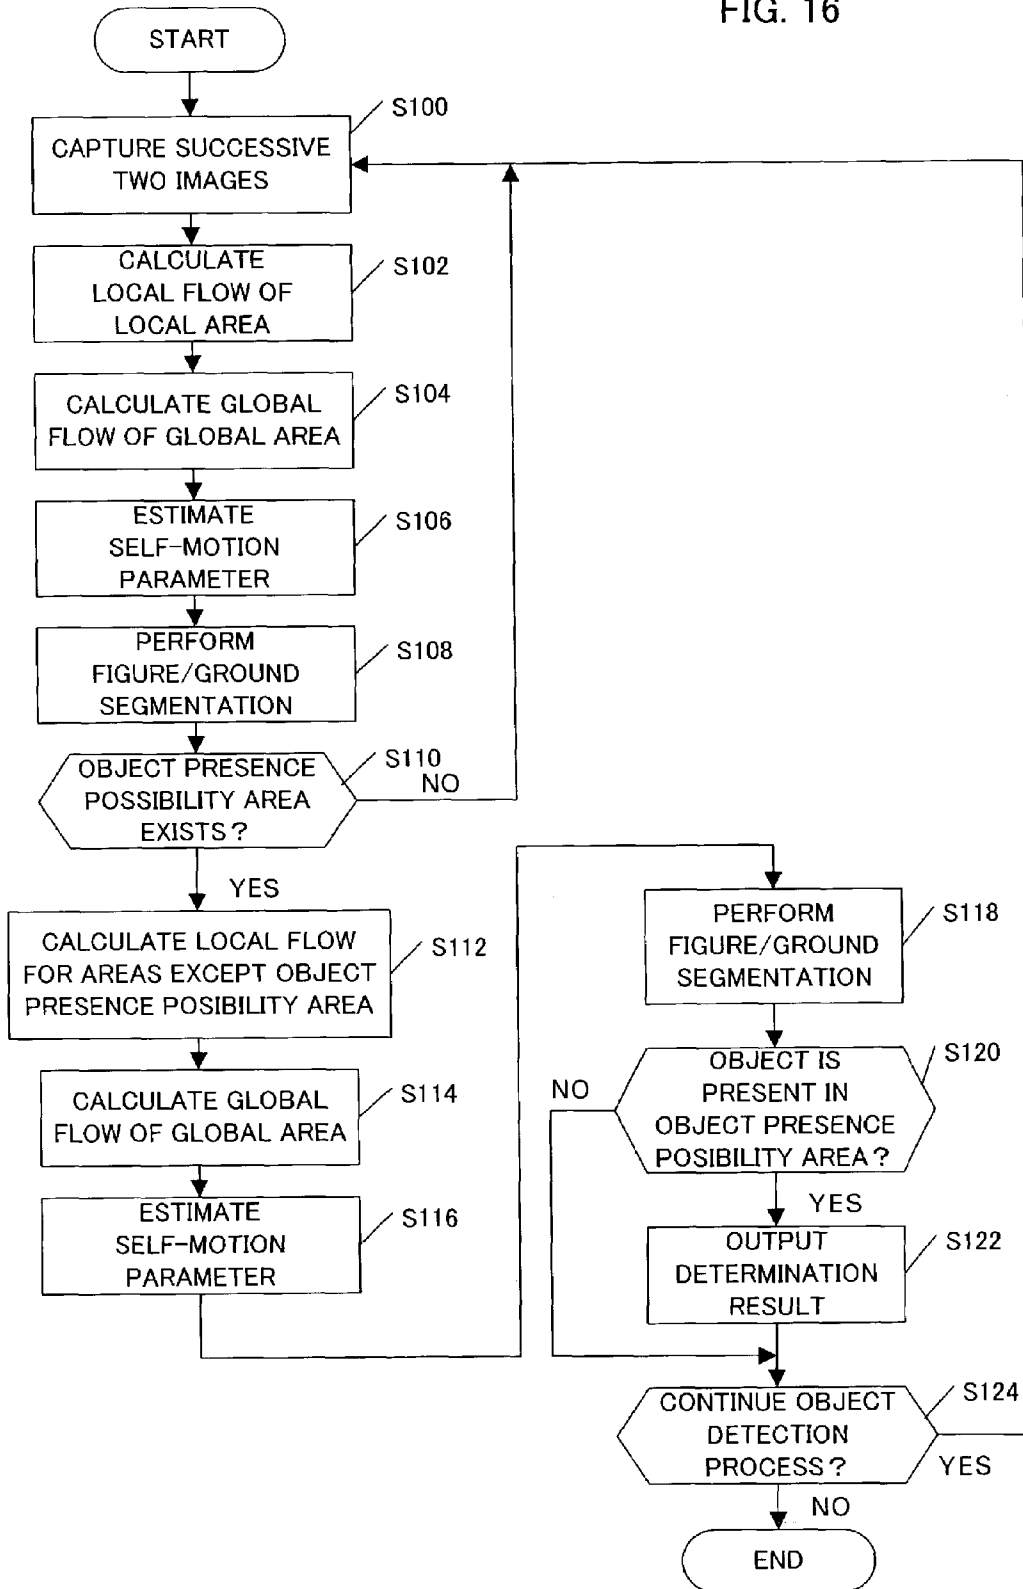 FIG. 16
START
S100
CAPTURE SUCCESSIVE
TWO IMAGES
S102
CALCULATE
LOCAL FLOW OF
LOCAL AREA
S104
CALCULATE GLOBAL
FLOW OF GLOBAL AREA
S106
ESTIMATE
SELF-MOTION
PARAMETER
S108
PERFORM
FIGURE/GROUND
SEGMENTATION
S110
OBJECT PRESENCE
POSSIBILITY AREA
EXISTS?
NO
YES
S112
CALCULATE LOCAL FLOW
FOR AREAS EXCEPT OBJECT
PRESENCE POSIBILITY AREA
S114
CALCULATE GLOBAL
FLOW OF GLOBAL AREA
S116
ESTIMATE
SELF-MOTION
PARAMETER
S118
PERFORM
FIGURE/GROUND
SEGMENTATION
S120
OBJECT IS
PRESENT IN
OBJECT PRESENCE
POSIBILITY AREA?
NO
YES
S122
OUTPUT
DETERMINATION
RESULT
S124
CONTINUE OBJECT
DETECTION
PROCESS?
YES
NO
END